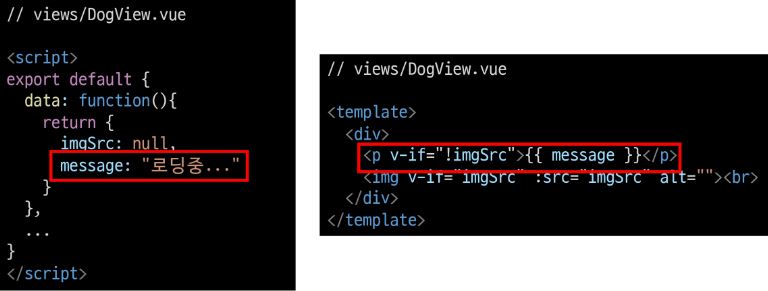 // views/DogView.vue
<script>
export default {
data: function(){
return {
imgSrc: null,
message: "로딩중..."
}
},
...
}
</script>
// views/DogView.vue
<template>
<div>
<p v-if="!imgSrc">{{ message }}</p>
<img v-if="imgSrc" :src="imgSrc" alt=""><br>
</div>
</template>